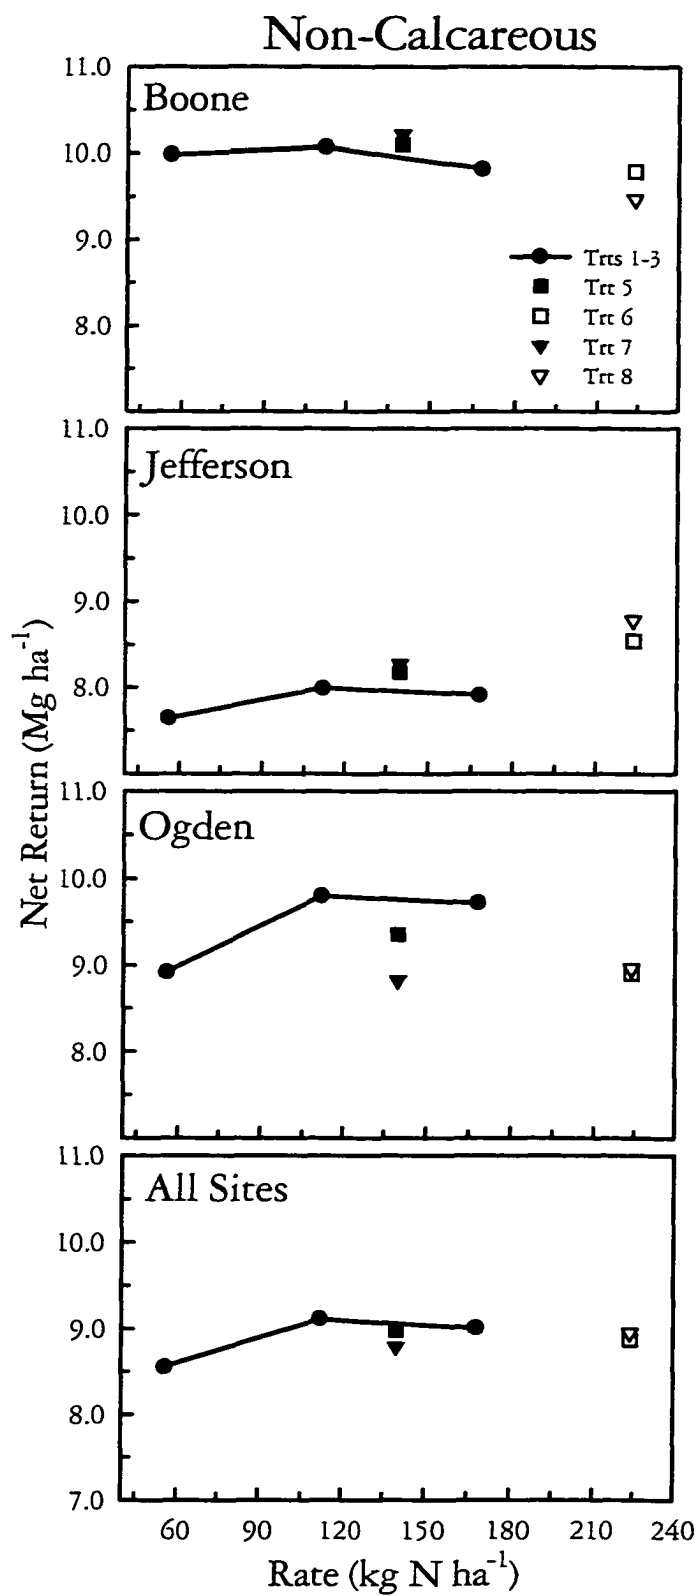 Non-Calcareous
11.0
Boone
10.0
9.0
8.0
Trts 1-3
Trt 5
Trt 6
Trt 7
Trt 8
11.0
Jefferson
10.0
9.0
8.0
Net Return (Mg ha⁻¹)
11.0
Ogden
10.0
9.0
8.0
11.0
All Sites
10.0
9.0
8.0
7.0
60 90 120 150 180 210 240
Rate (kg N ha⁻¹)